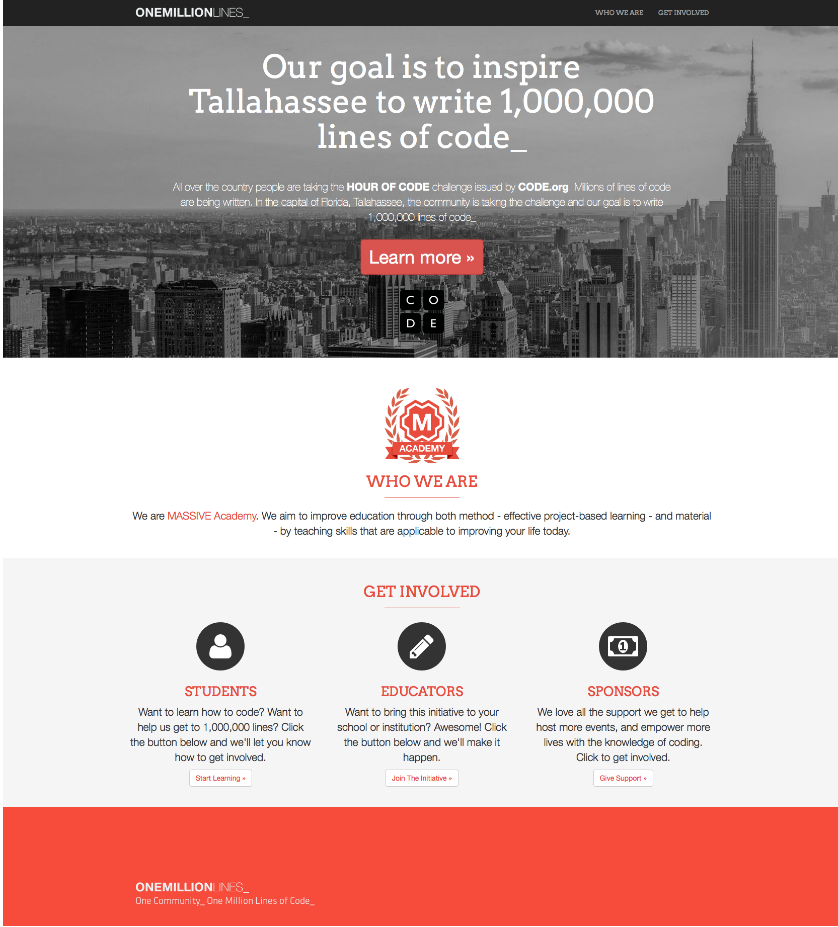 ONEMILLIONLINES_
WHO WE ARE
GET INVOLVED
Our goal is to inspire
Tallahassee to write 1,000,000
lines of code_
All over the country people are taking the HOUR OF CODE challenge issued by CODE.org. Millions of lines of code
are being written. In the capital of Florida, Tallahassee, the community is taking the challenge and our goal is to write
1,000,000 lines of code_
Learn more »
C O
D E
M
ACADEMY
WHO WE ARE
We are MASSIVE Academy. We aim to improve education through both method - effective project-based learning - and material
- by teaching skills that are applicable to improving your life today.
GET INVOLVED
1
STUDENTS
Want to learn how to code? Want to
help us get to 1,000,000 lines? Click
the button below and we'll let you know
how to get involved.
Start Learning »
EDUCATORS
Want to bring this initiative to your
school or institution? Awesome! Click
the button below and we'll make it
happen.
Join The Initiative »
SPONSORS
We love all the support we get to help
host more events, and empower more
lives with the knowledge of coding.
Click to get involved.
Give Support »
ONEMILLIONLINES_
One Community_ One Million Lines of Code_